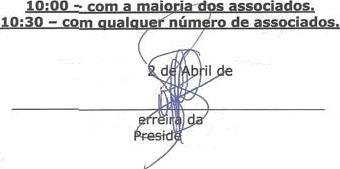 10:00 – com a maioria dos associados.
10:30 – com qualquer número de associados.
2 de Abril de
erreira da
Preside